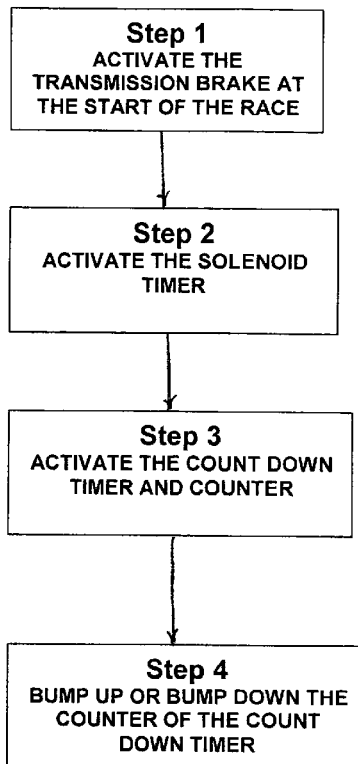 Step 1
ACTIVATE THE
TRANSMISSION BRAKE AT
THE START OF THE RACE
Step 2
ACTIVATE THE SOLENOID
TIMER
Step 3
ACTIVATE THE COUNT DOWN
TIMER AND COUNTER
Step 4
BUMP UP OR BUMP DOWN THE
COUNTER OF THE COUNT
DOWN TIMER